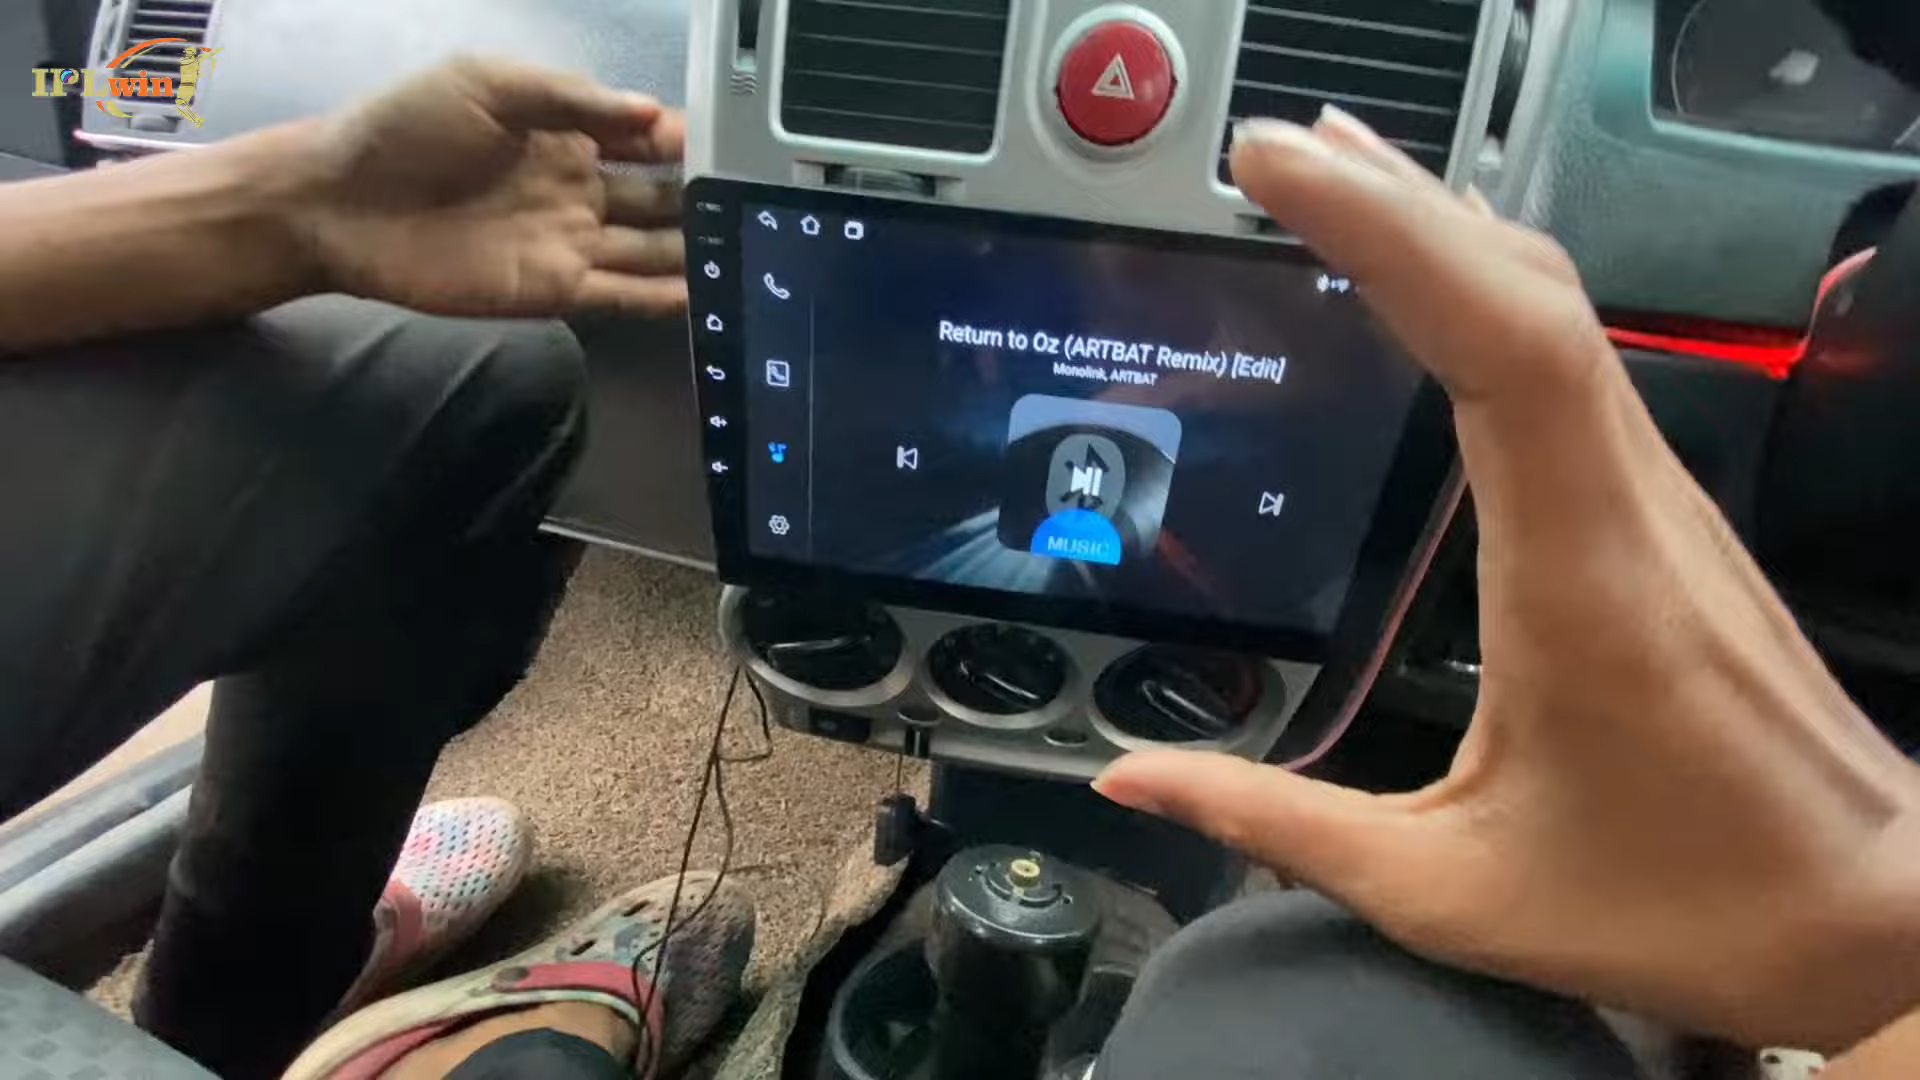 IPLwin
Return to Oz (ARTBAT Remix) [Edit]
Monolink, ARTBAT
MUSIC